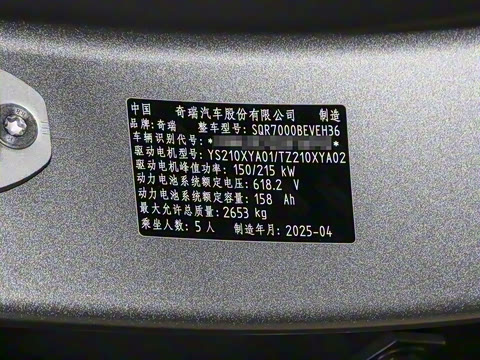 中国 奇瑞汽车股份有限公司 制造
品牌: 奇瑞 整车型号: SQR7000BEVEH36
车辆识别代号: * *
驱动电机型号: YS210XYA01/TZ210XYA02
驱动电机峰值功率: 150/215 kW
动力电池系统额定电压: 618.2 V
动力电池系统额定容量: 158 Ah
最大允许总质量: 2653 kg
乘坐人数: 5 人 制造年月: 2025-04